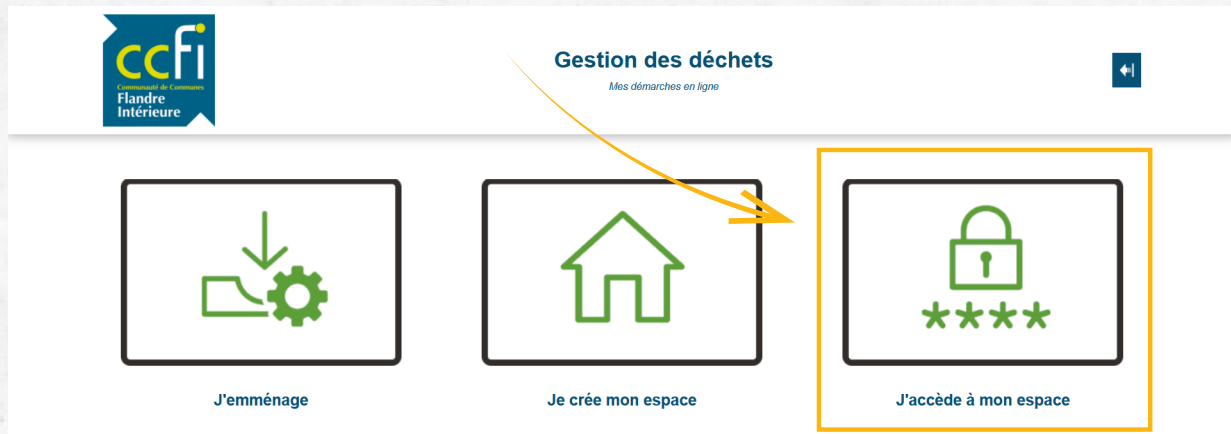 ccfi
Communauté de Communes
Flandre
Intérieure
Gestion des déchets
Mes démarches en ligne
****
J'emménage
Je crée mon espace
J'accède à mon espace